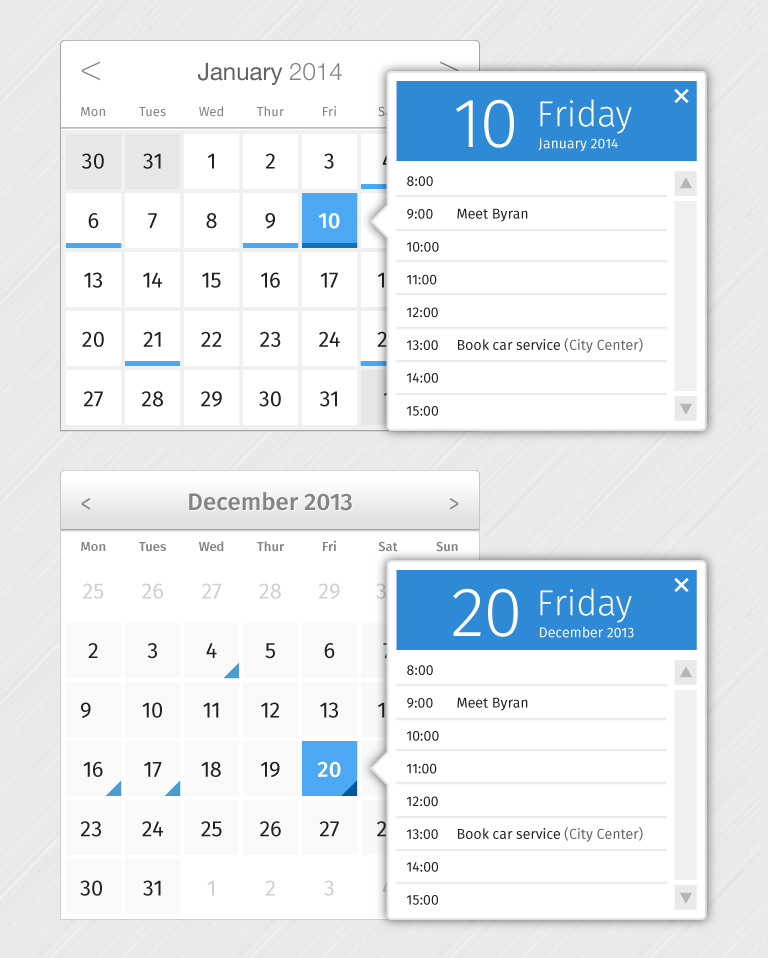 < January 2014
Mon Tues Wed Thur Fri
30 31 1 2 3
6 7 8 9 10
13 14 15 16 17
20 21 22 23 24
27 28 29 30 31
10 Friday ×
January 2014
8:00
9:00 Meet Byran
10:00
11:00
12:00
13:00 Book car service (City Center)
14:00
15:00
< December 2013 >
Mon Tues Wed Thur Fri Sat Sun
25 26 27 28 29
2 3 4 5 6
9 10 11 12 13
16 17 18 19 20
23 24 25 26 27
30 31 1 2 3
20 Friday ×
December 2013
8:00
9:00 Meet Byran
10:00
11:00
12:00
13:00 Book car service (City Center)
14:00
15:00